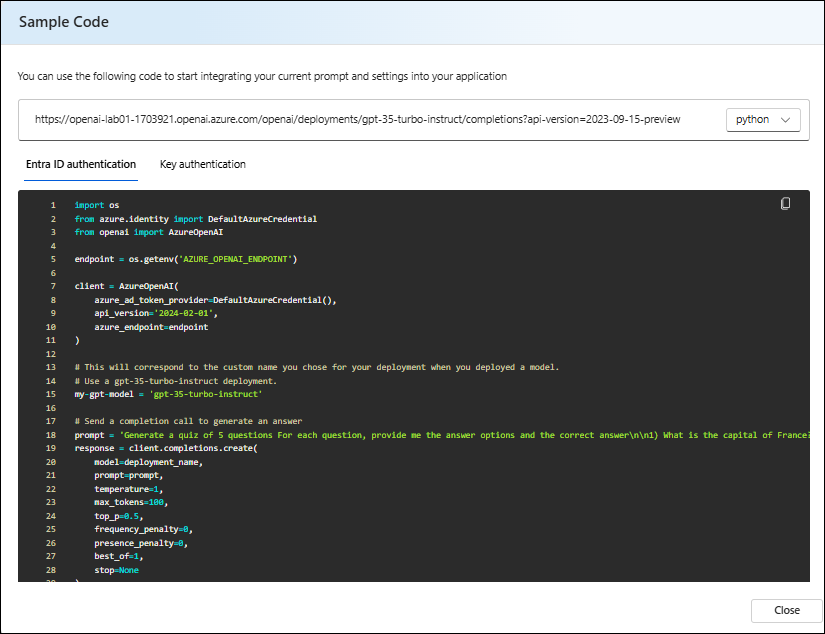 Sample Code
You can use the following code to start integrating your current prompt and settings into your application
https://openai-lab01-1703921.openai.azure.com/openai/deployments/gpt-35-turbo-instruct/completions?api-version=2023-09-15-preview python
Entra ID authentication Key authentication
1 import os
2 from azure.identity import DefaultAzureCredential
3 from openai import AzureOpenAI
4
5 endpoint = os.getenv('AZURE_OPENAI_ENDPOINT')
6
7 client = AzureOpenAI(
8 azure_ad_token_provider=DefaultAzureCredential(),
9 api_version='2024-02-01',
10 azure_endpoint=endpoint
11 )
12
13 # This will correspond to the custom name you chose for your deployment when you deployed a model.
14 # Use a gpt-35-turbo-instruct deployment.
15 my-gpt-model = 'gpt-35-turbo-instruct'
16
17 # Send a completion call to generate an answer
18 prompt = 'Generate a quiz of 5 questions For each question, provide me the answer options and the correct answer\n\n1) What is the capital of France?
19 response = client.completions.create(
20 model=deployment_name,
21 prompt=prompt,
22 temperature=1,
23 max_tokens=100,
24 top_p=0.5,
25 frequency_penalty=0,
26 presence_penalty=0,
27 best_of=1,
28 stop=None
Close